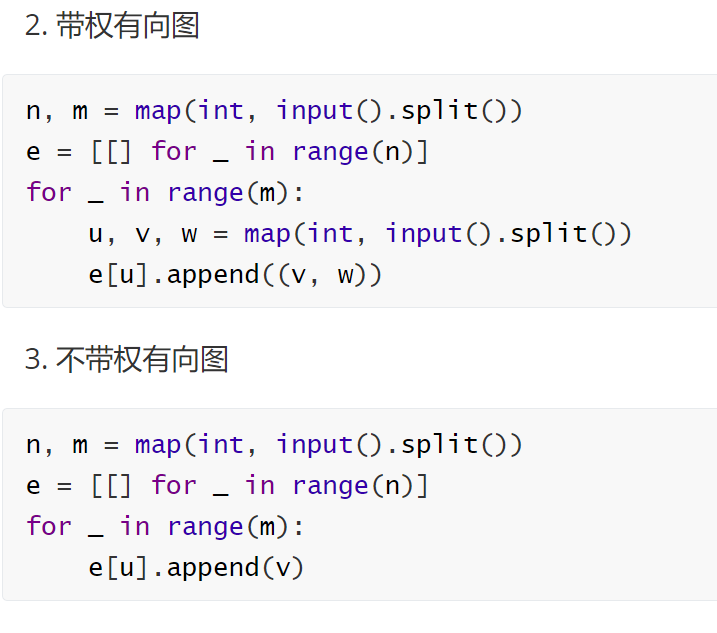 2. 带权有向图
n, m = map(int, input().split())
e = [[] for _ in range(n)]
for _ in range(m):
    u, v, w = map(int, input().split())
    e[u].append((v, w))
3. 不带权有向图
n, m = map(int, input().split())
e = [[] for _ in range(n)]
for _ in range(m):
    e[u].append(v)